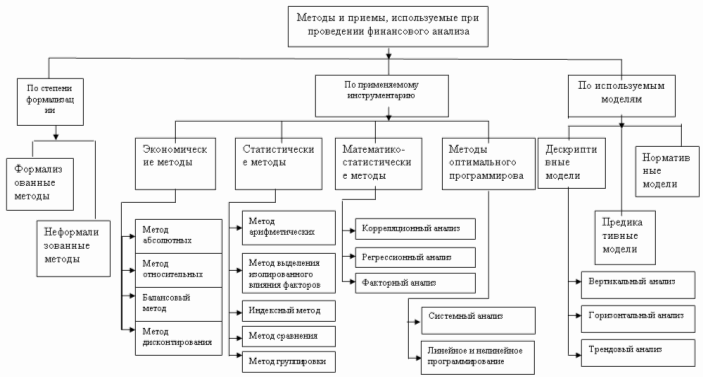 Методы и приемы, используемые при
проведении финансового анализа
По степени
формализац
ии
По применяемому
инструментарию
По используемым
моделям
Формализ
ованные
методы
Неформали
зованные
методы
Экономическ
ие методы
Статистически
е методы
Математико-
статистически
е методы
Методы
оптимального
программирова
Дескрипти
вные
модели
Предика
тивные
модели
Норматив
ные
модели
Метод
абсолютных
Метод
относительных
Балансовый
метод
Метод
дисконтирования
Метод
арифметических
Метод выделения
изолированного
влияния факторов
Индексный метод
Метод сравнения
Метод группировки
Корреляционный анализ
Регрессионный анализ
Факторный анализ
Системный анализ
Линейное и нелинейное
программирование
Вертикальный анализ
Горизонтальный анализ
Трендовый анализ